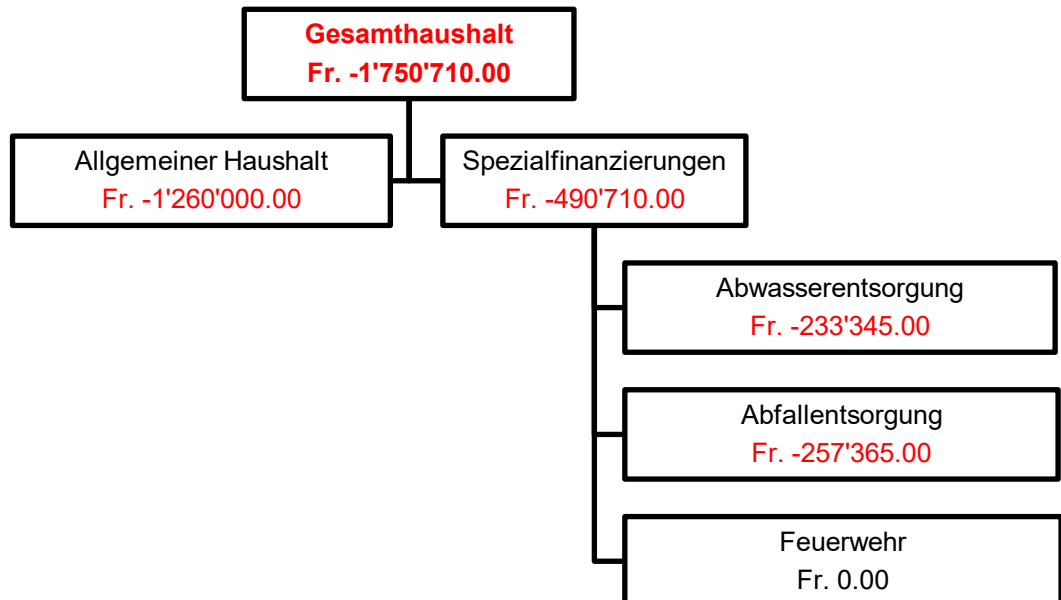 Gesamthaushalt
Fr. -1'750'710.00
Allgemeiner Haushalt
Fr. -1'260'000.00
Spezialfinanzierungen
Fr. -490'710.00
Abwasserentsorgung
Fr. -233'345.00
Abfallentsorgung
Fr. -257'365.00
Feuerwehr
Fr. 0.00